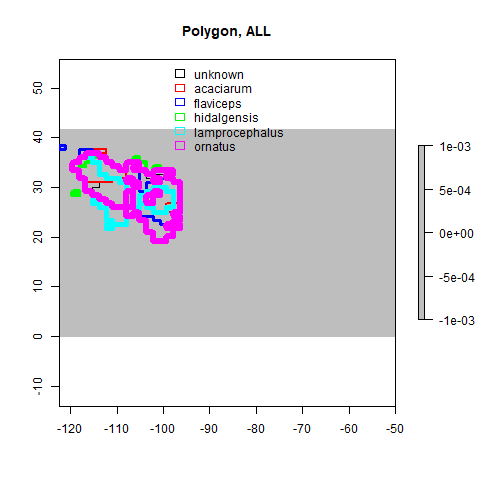 Polygon, ALL
unknown
acaciarum
flaviceps
hidalgensis
lamprocephalus
ornatus
50
40
30
20
10
0
-10
-120
-110
-100
-90
-80
-70
-60
-50
1e-03
5e-04
0e+00
-5e-04
-1e-03